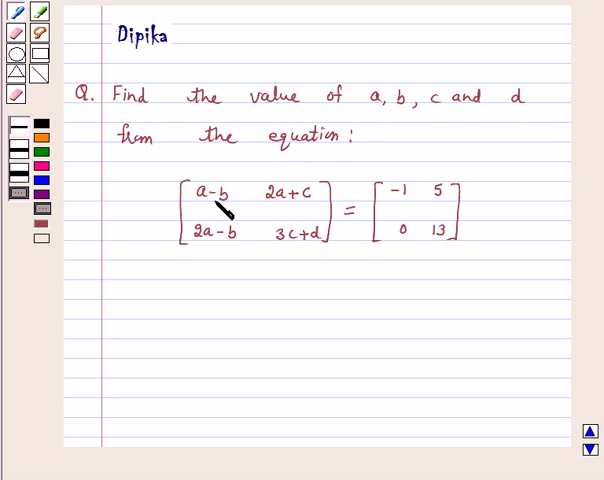 Dipika
Q. Find the value of a, b, c and d
from the equation:
[a-b 2a+c] = [-1 5]
[2a-b 3c+d] [0 13]